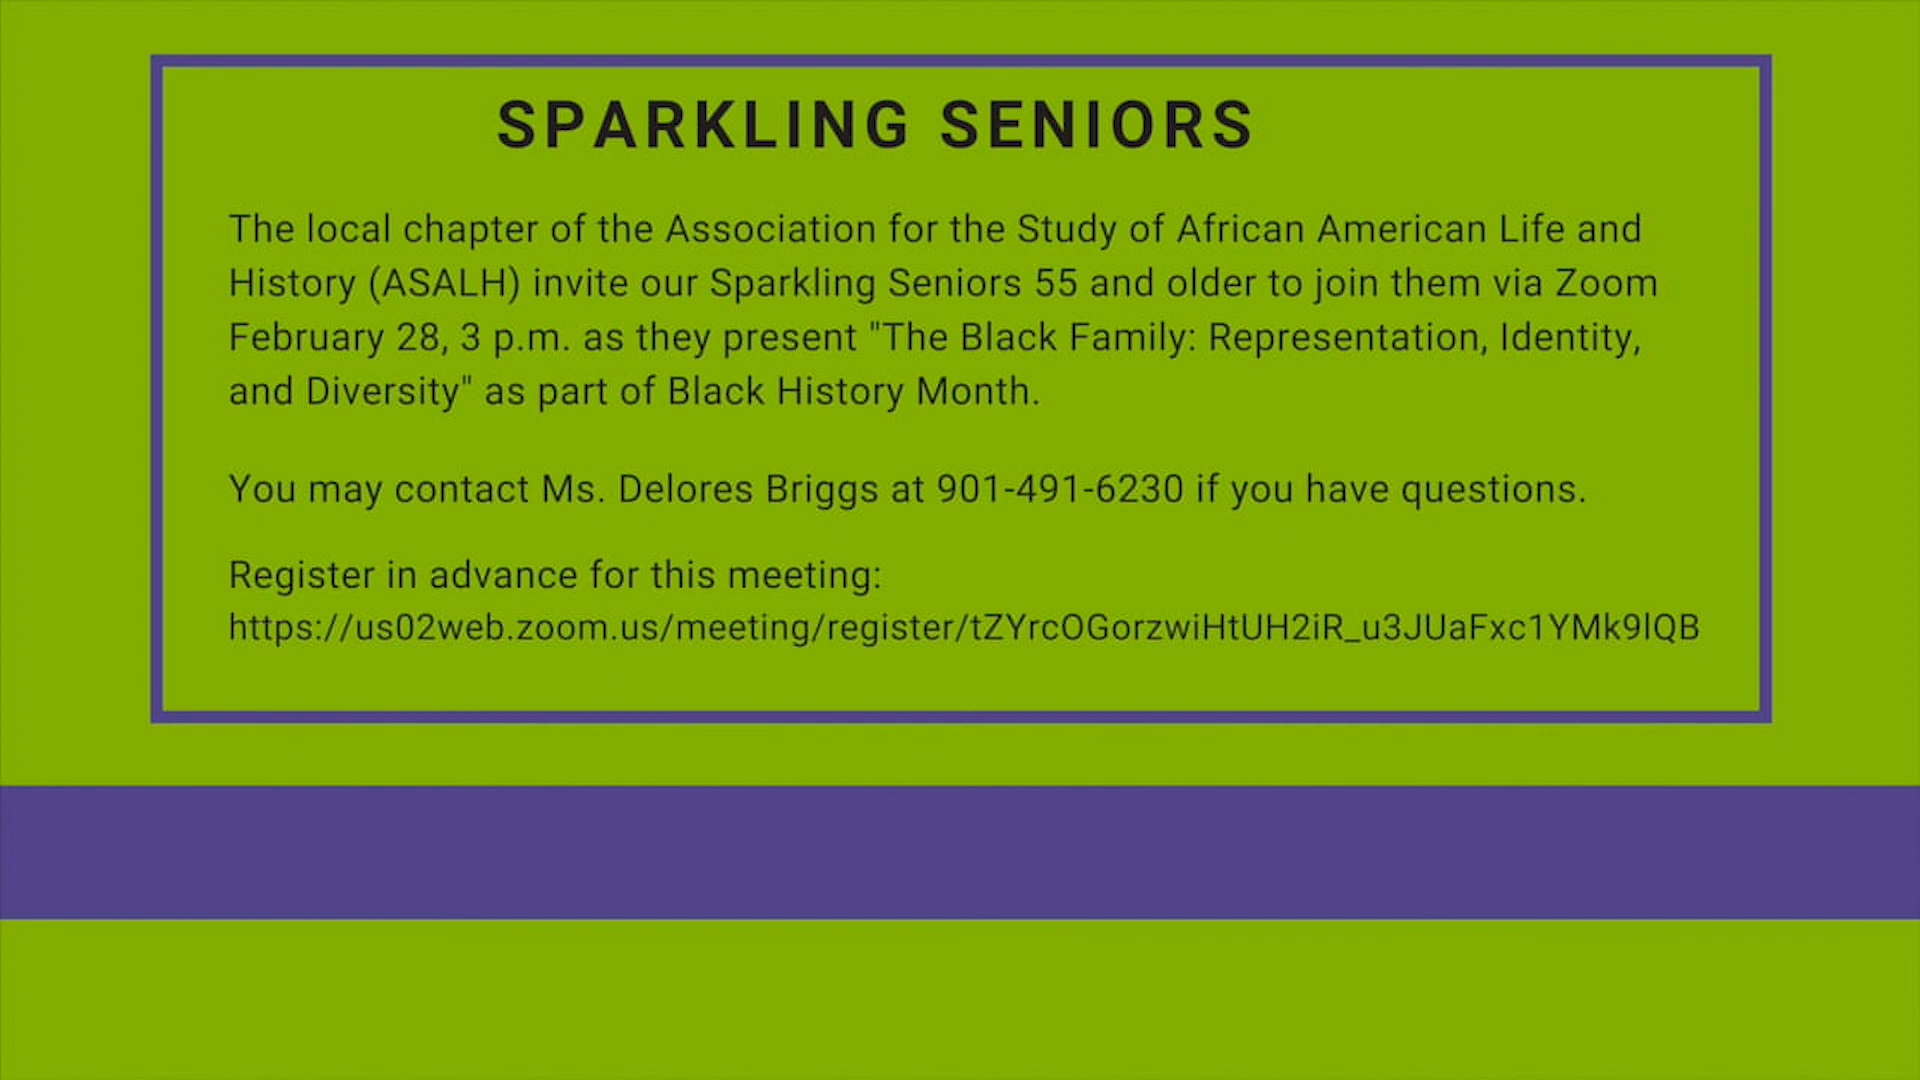 SPARKLING SENIORS
The local chapter of the Association for the Study of African American Life and
History (ASALH) invite our Sparkling Seniors 55 and older to join them via Zoom
February 28, 3 p.m. as they present "The Black Family: Representation, Identity,
and Diversity" as part of Black History Month.
You may contact Ms. Delores Briggs at 901-491-6230 if you have questions.
Register in advance for this meeting:
https://us02web.zoom.us/meeting/register/tZYrcOGorzwiHtUH2iR_u3JUaFxc1YMk9lQB